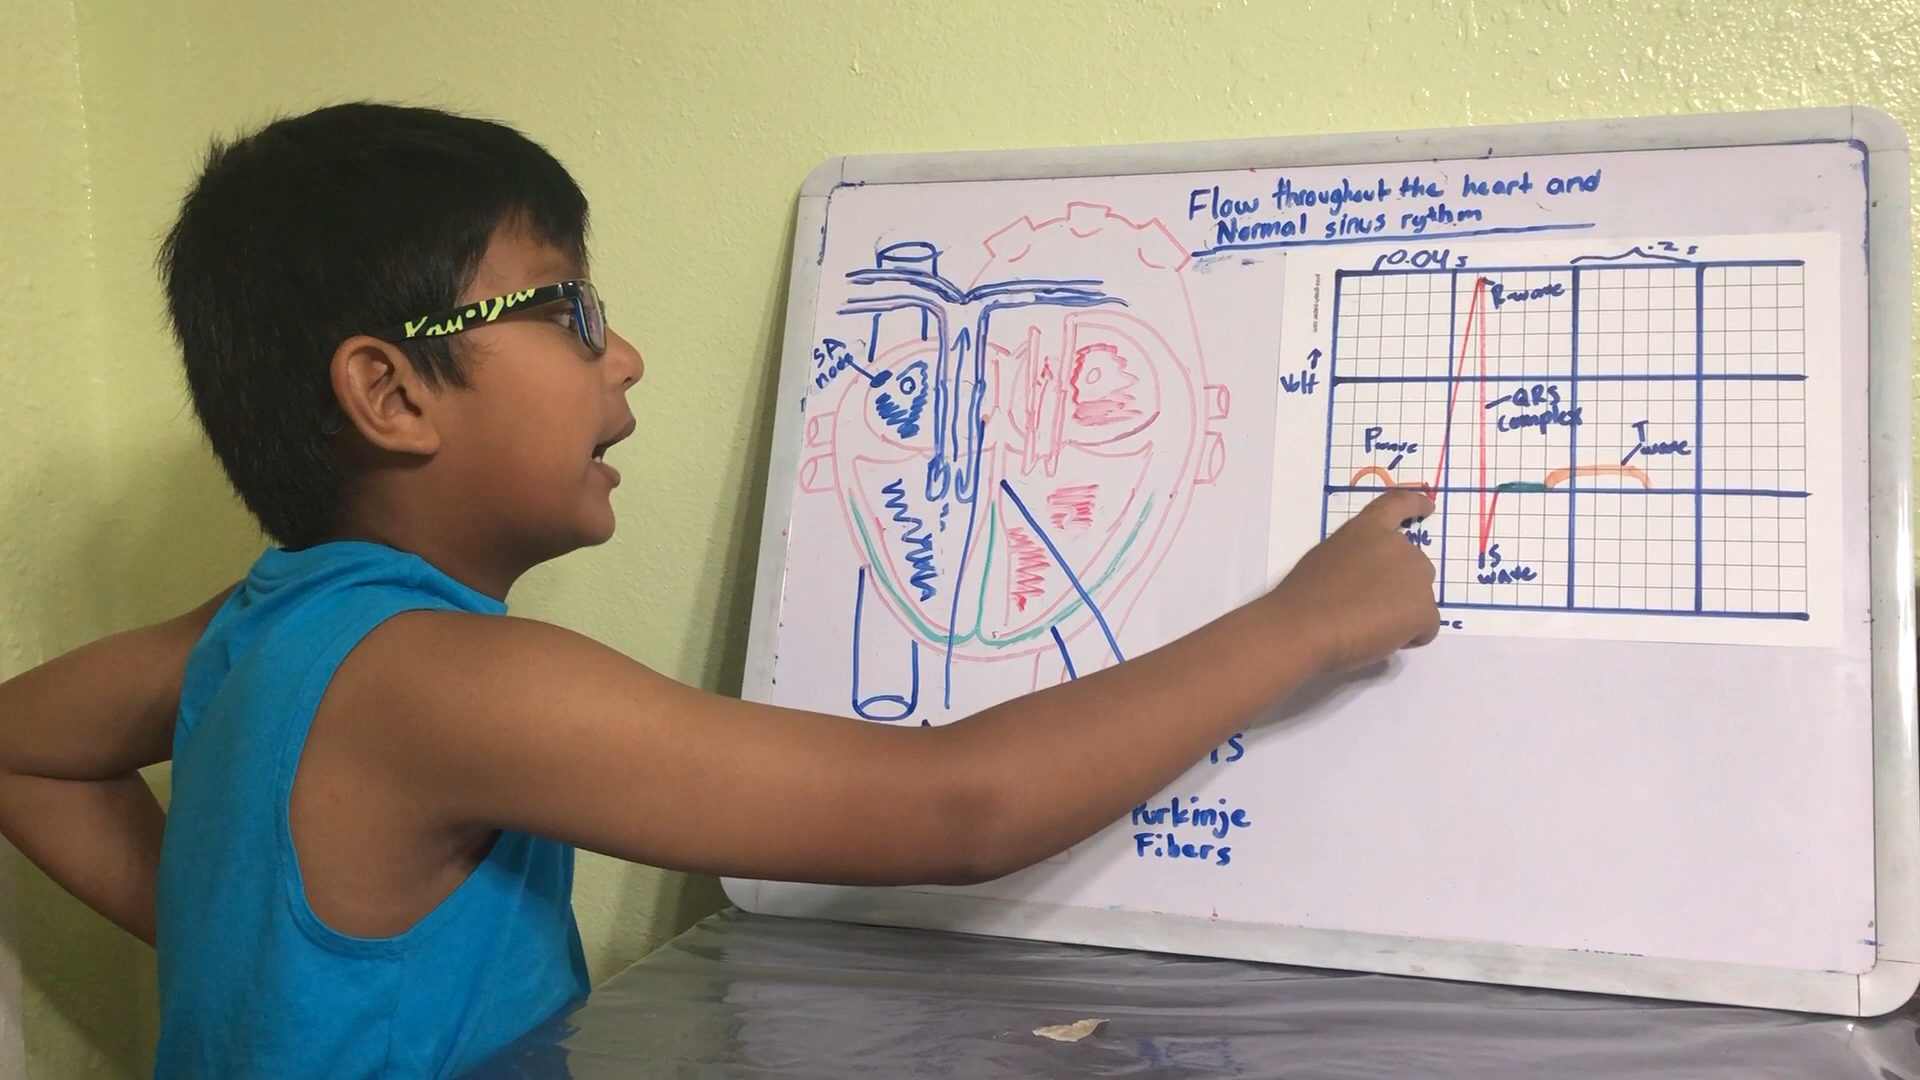 Flow throughout the heart and
Normal sinus rythm
0.04 s
.2 s
R-wave
SA
node
Volt
QRS
complex
P wave
T
wave
S
wave
Purkinje
Fibers